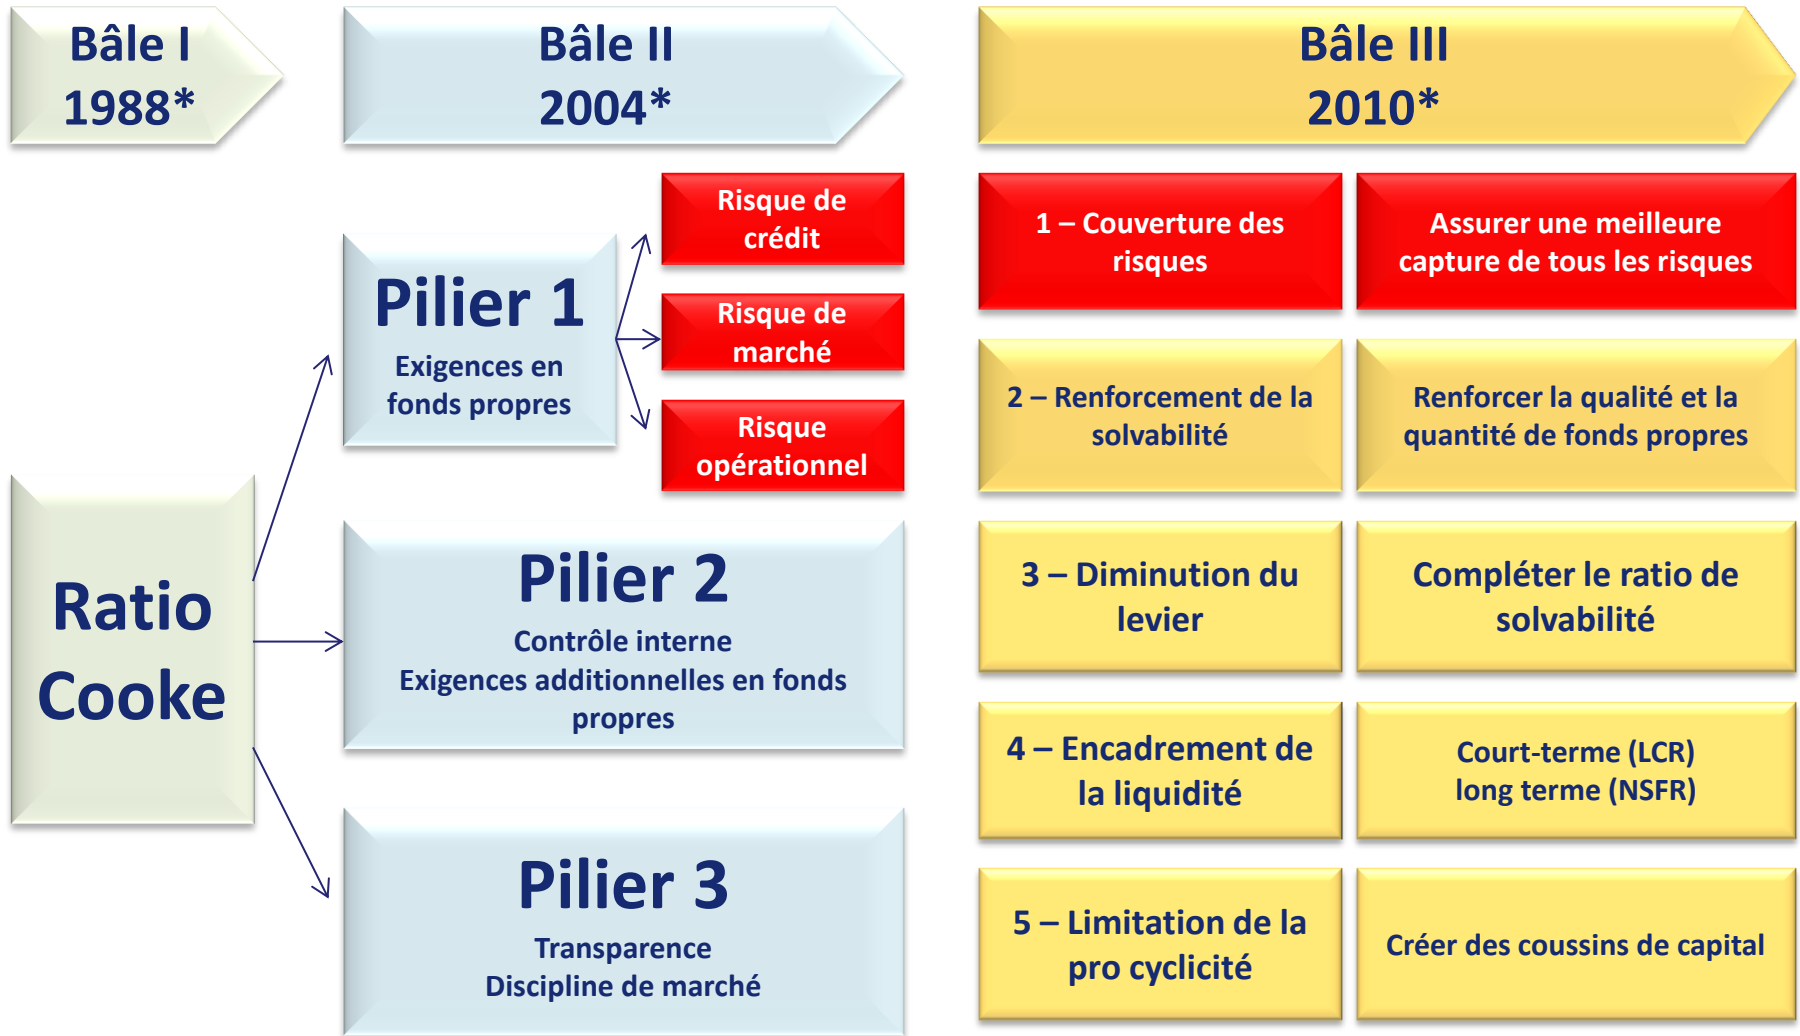 Bâle I
1988*
Bâle II
2004*
Bâle III
2010*
Ratio
Cooke
Pilier 1
Exigences en
fonds propres
Risque de
crédit
Risque de
marché
Risque
opérationnel
Pilier 2
Contrôle interne
Exigences additionnelles en fonds
propres
Pilier 3
Transparence
Discipline de marché
1 – Couverture des
risques
Assurer une meilleure
capture de tous les risques
2 – Renforcement de la
solvabilité
Renforcer la qualité et la
quantité de fonds propres
3 – Diminution du
levier
Compléter le ratio de
solvabilité
4 – Encadrement de
la liquidité
Court-terme (LCR)
long terme (NSFR)
5 – Limitation de la
pro cyclicité
Créer des coussins de capital